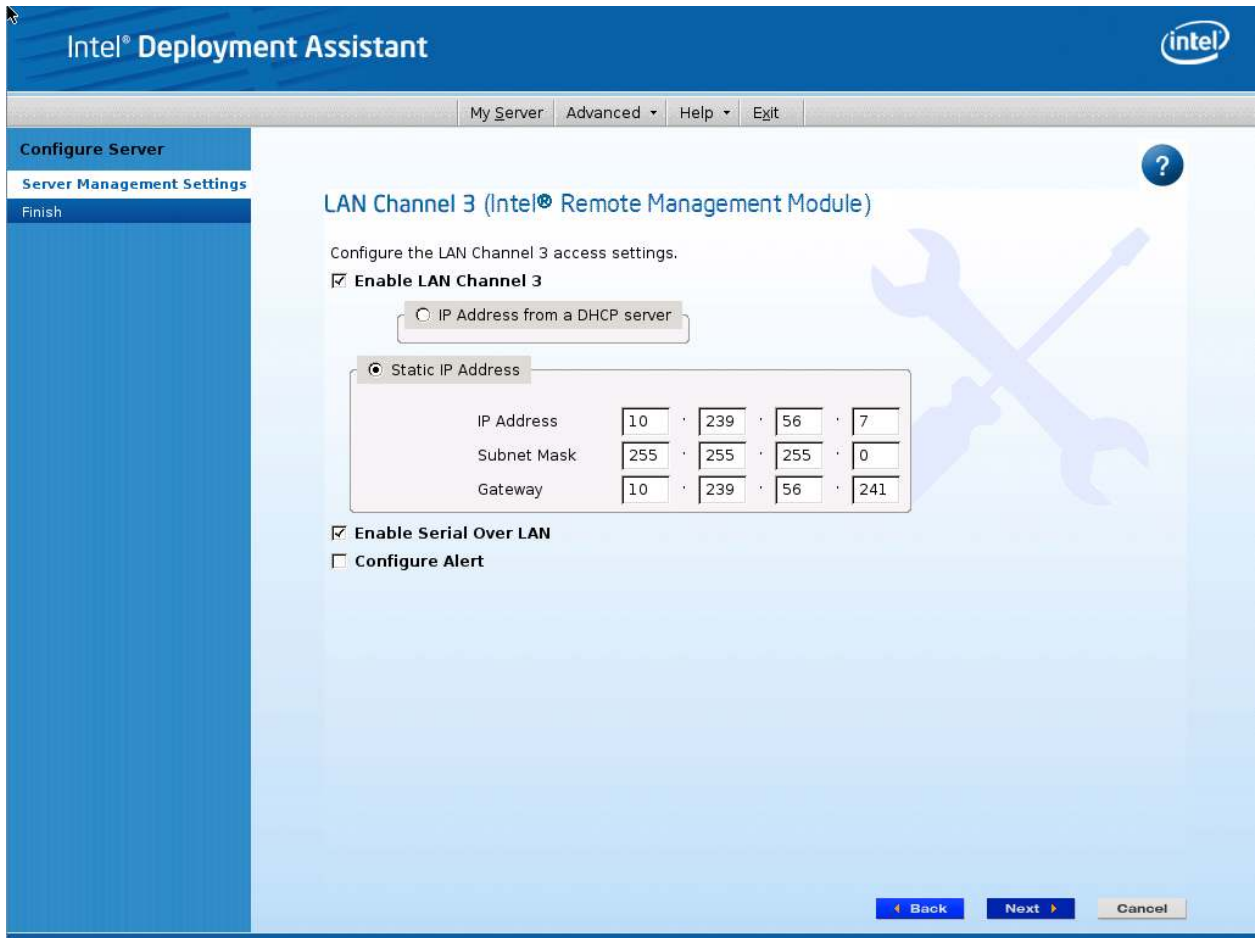 Intel® Deployment Assistant
intel
My Server Advanced Help Exit
Configure Server
Server Management Settings
Finish
?
LAN Channel 3 (Intel® Remote Management Module)
Configure the LAN Channel 3 access settings.
Enable LAN Channel 3
IP Address from a DHCP server
Static IP Address
IP Address 10 . 239 . 56 . 7
Subnet Mask 255 . 255 . 255 . 0
Gateway 10 . 239 . 56 . 241
Enable Serial Over LAN
Configure Alert
Back Next Cancel